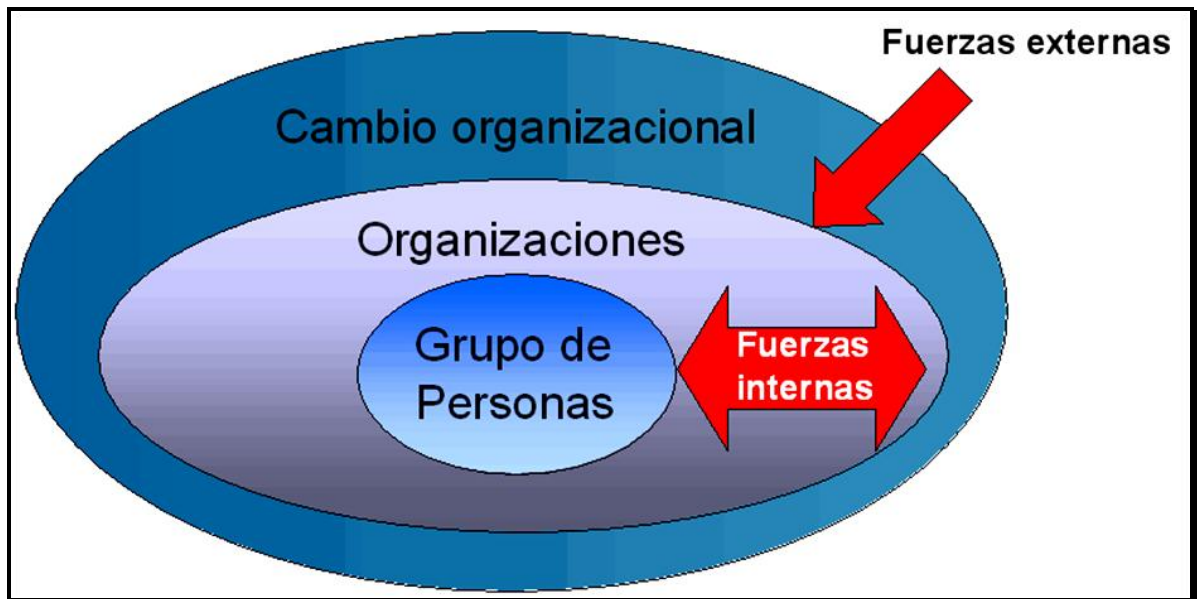 Fuerzas externas
Cambio organizacional
Organizaciones
Grupo de
Personas
Fuerzas
internas